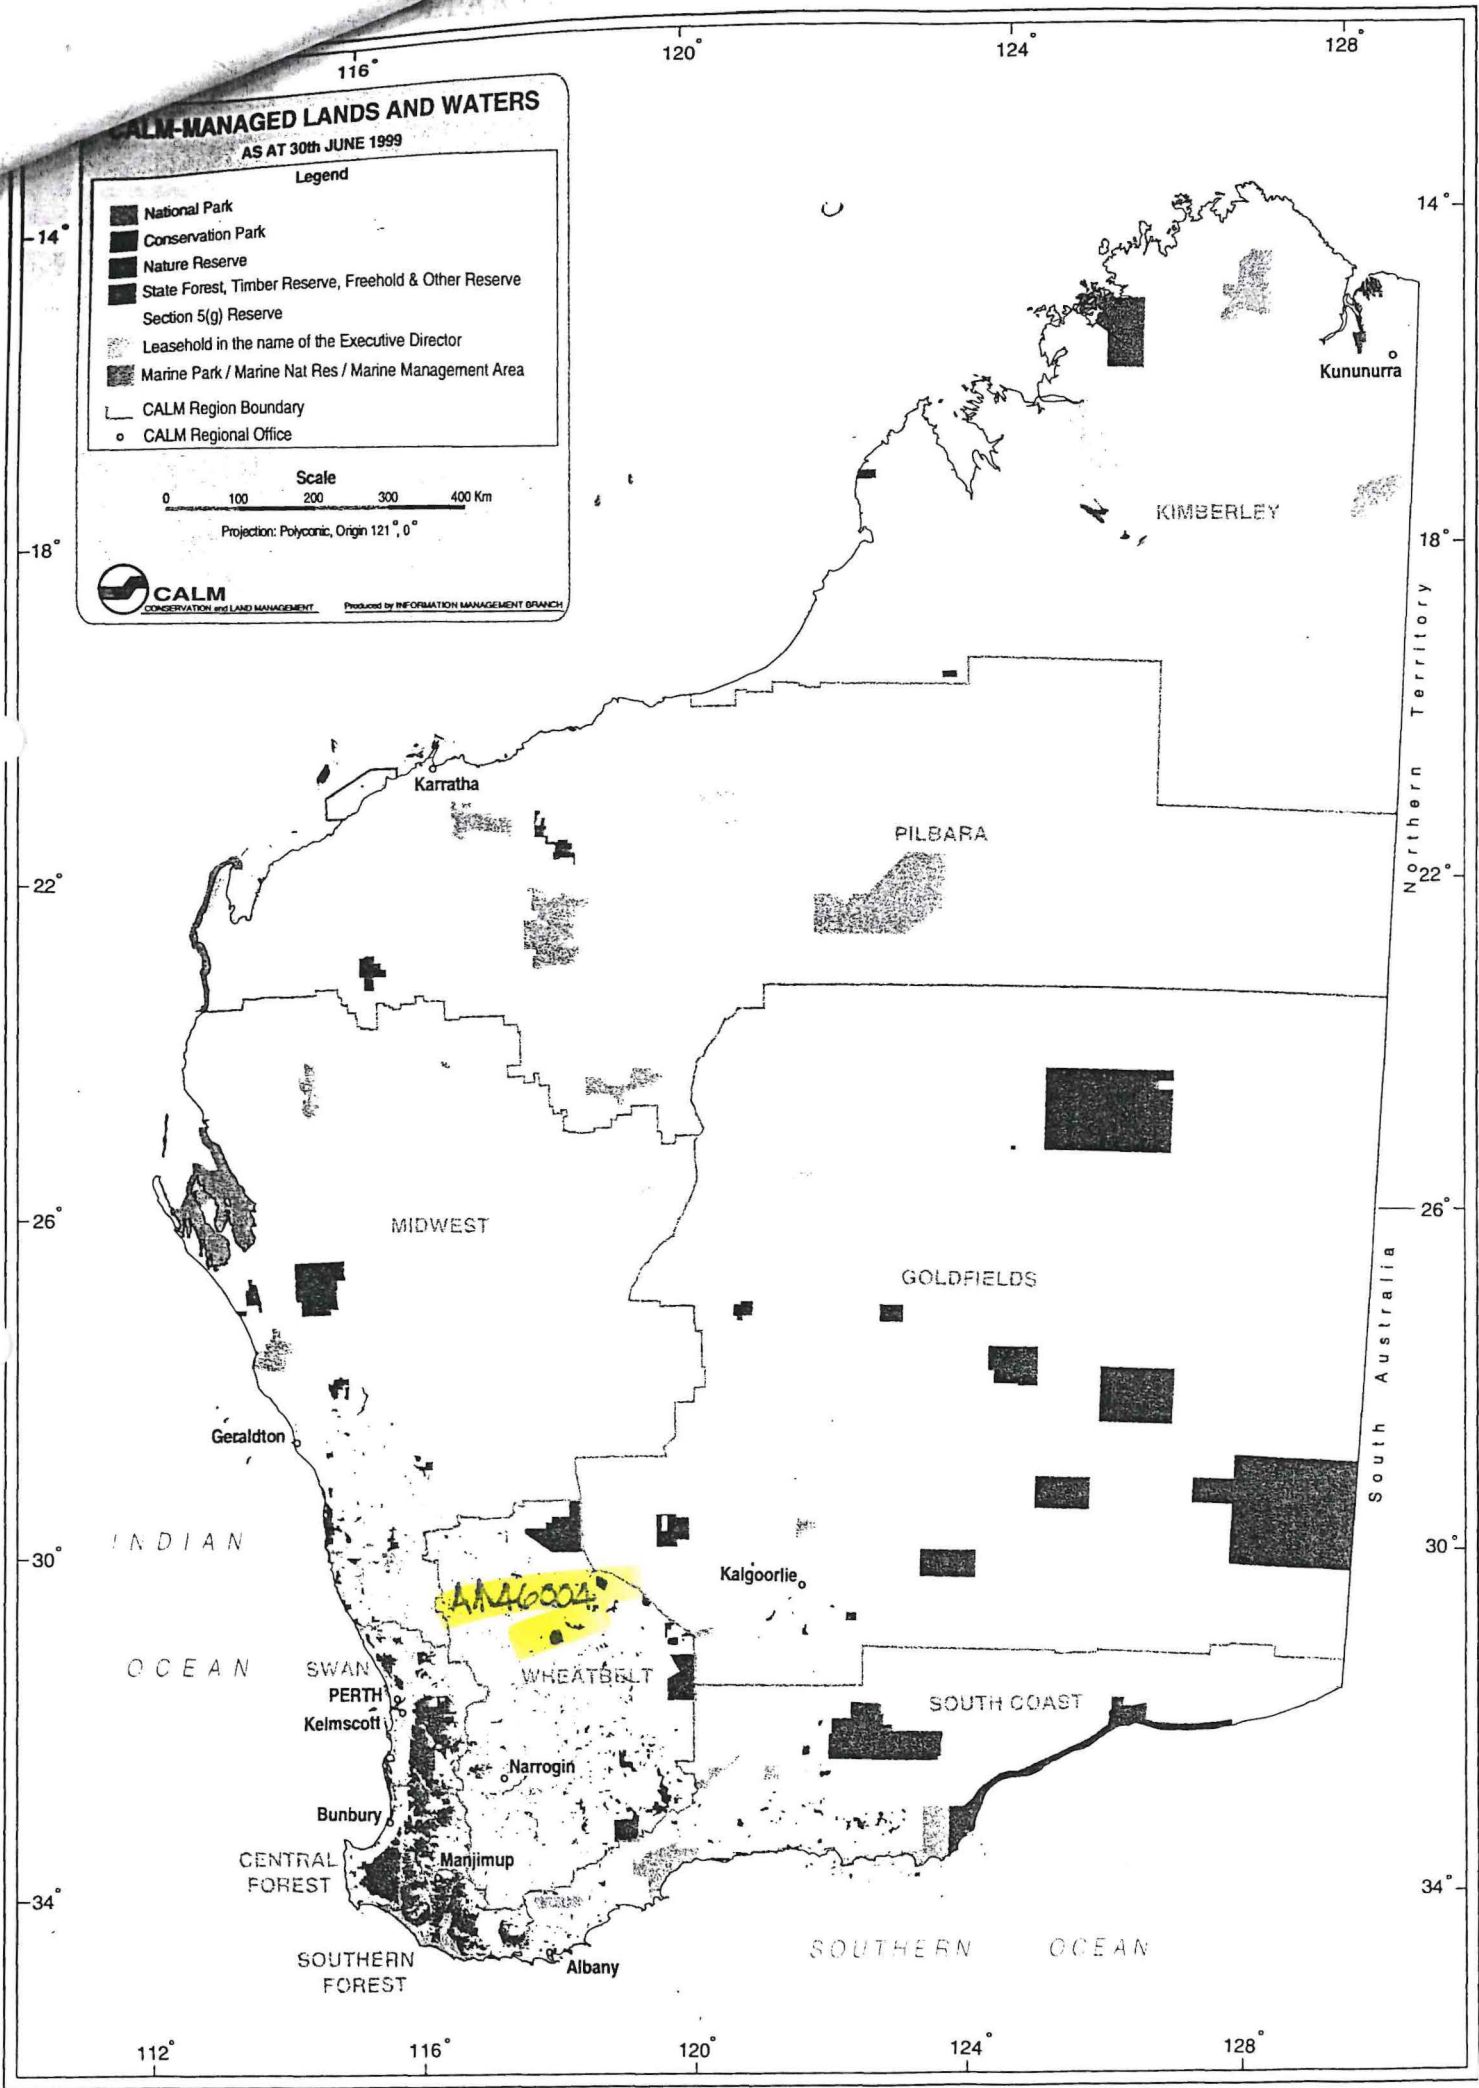 116°
120°
124°
128°
CALM-MANAGED LANDS AND WATERS
AS AT 30th JUNE 1999
Legend
National Park
Conservation Park
Nature Reserve
State Forest, Timber Reserve, Freehold & Other Reserve
Section 5(g) Reserve
Leasehold in the name of the Executive Director
Marine Park / Marine Nat Res / Marine Management Area
CALM Region Boundary
CALM Regional Office
Scale
0 100 200 300 400 Km
Projection: Polyconic, Origin 121°, 0°
CALM
CONSERVATION and LAND MANAGEMENT Produced by INFORMATION MANAGEMENT BRANCH
14° 14°
Kununurra
KIMBERLEY
18° 18°
Northern Territory
Karratha
PILBARA
22° 22°
26° 26°
MIDWEST
GOLDFIELDS
South Australia
Geraldton
INDIAN
30° 30°
Kalgoorlie
OCEAN
SWAN
WHEATBELT
PERTH
SOUTH COAST
Kelmscott
Narrogin
Bunbury
CENTRAL
FOREST
Manjimup
34° 34°
SOUTHERN
FOREST
Albany
SOUTHERN OCEAN
112° 116° 120° 124° 128°